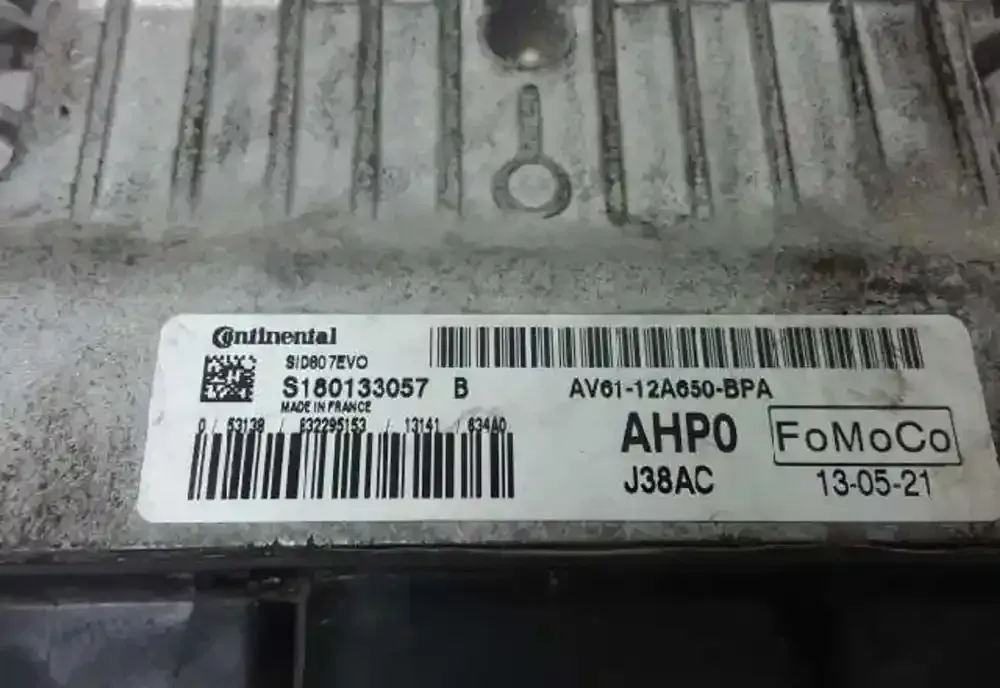 Continental
SID807EVO
S180133057 B
MADE IN FRANCE
0 / 53138 / 632295153 / 13141 / 634A0
AV61-12A650-BPA
AHP0
FoMoCo
J38AC
13-05-21